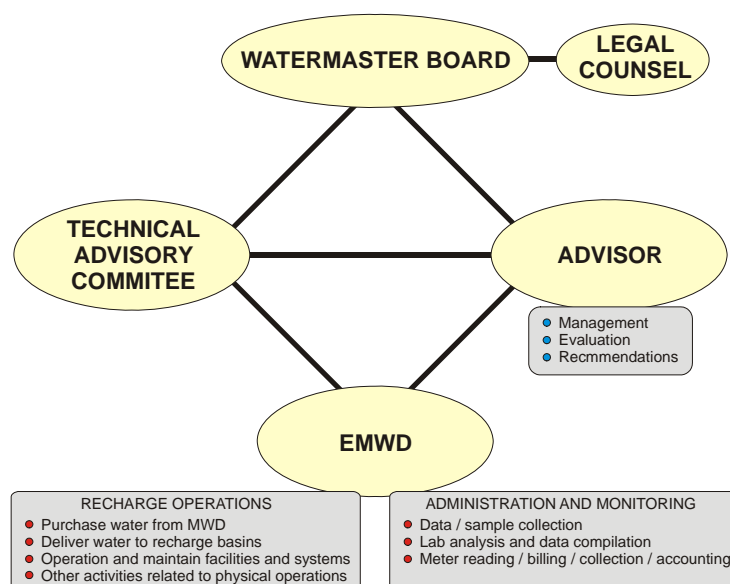 WATERMASTER BOARD
LEGAL
COUNSEL
TECHNICAL
ADVISORY
COMMITEE
ADVISOR
Management
Evaluation
Recmmendations
EMWD
RECHARGE OPERATIONS
Purchase water from MWD
Deliver water to recharge basins
Operation and maintain facilities and systems
Other activities related to physical operations
ADMINISTRATION AND MONITORING
Data / sample collection
Lab analysis and data compilation
Meter reading / billing / collection / accounting